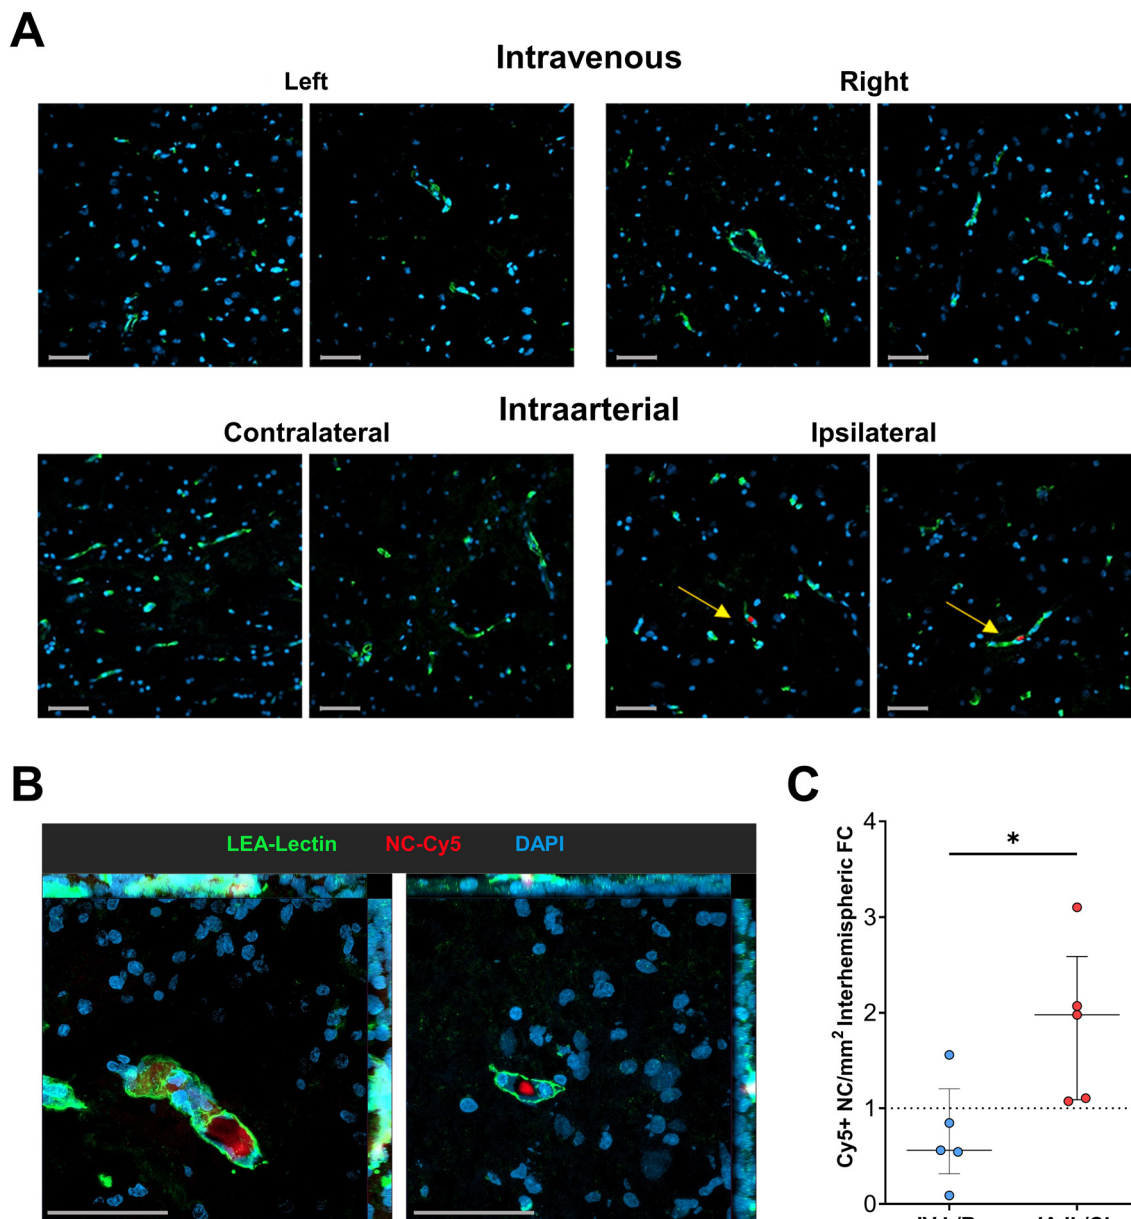 A
Intravenous
Left
Right
Intraarterial
Contralateral
Ipsilateral
B
LEA-Lectin NC-Cy5 DAPI
C
Cy5+ NC/mm² Interhemispheric FC
4
*
3
2
1
0